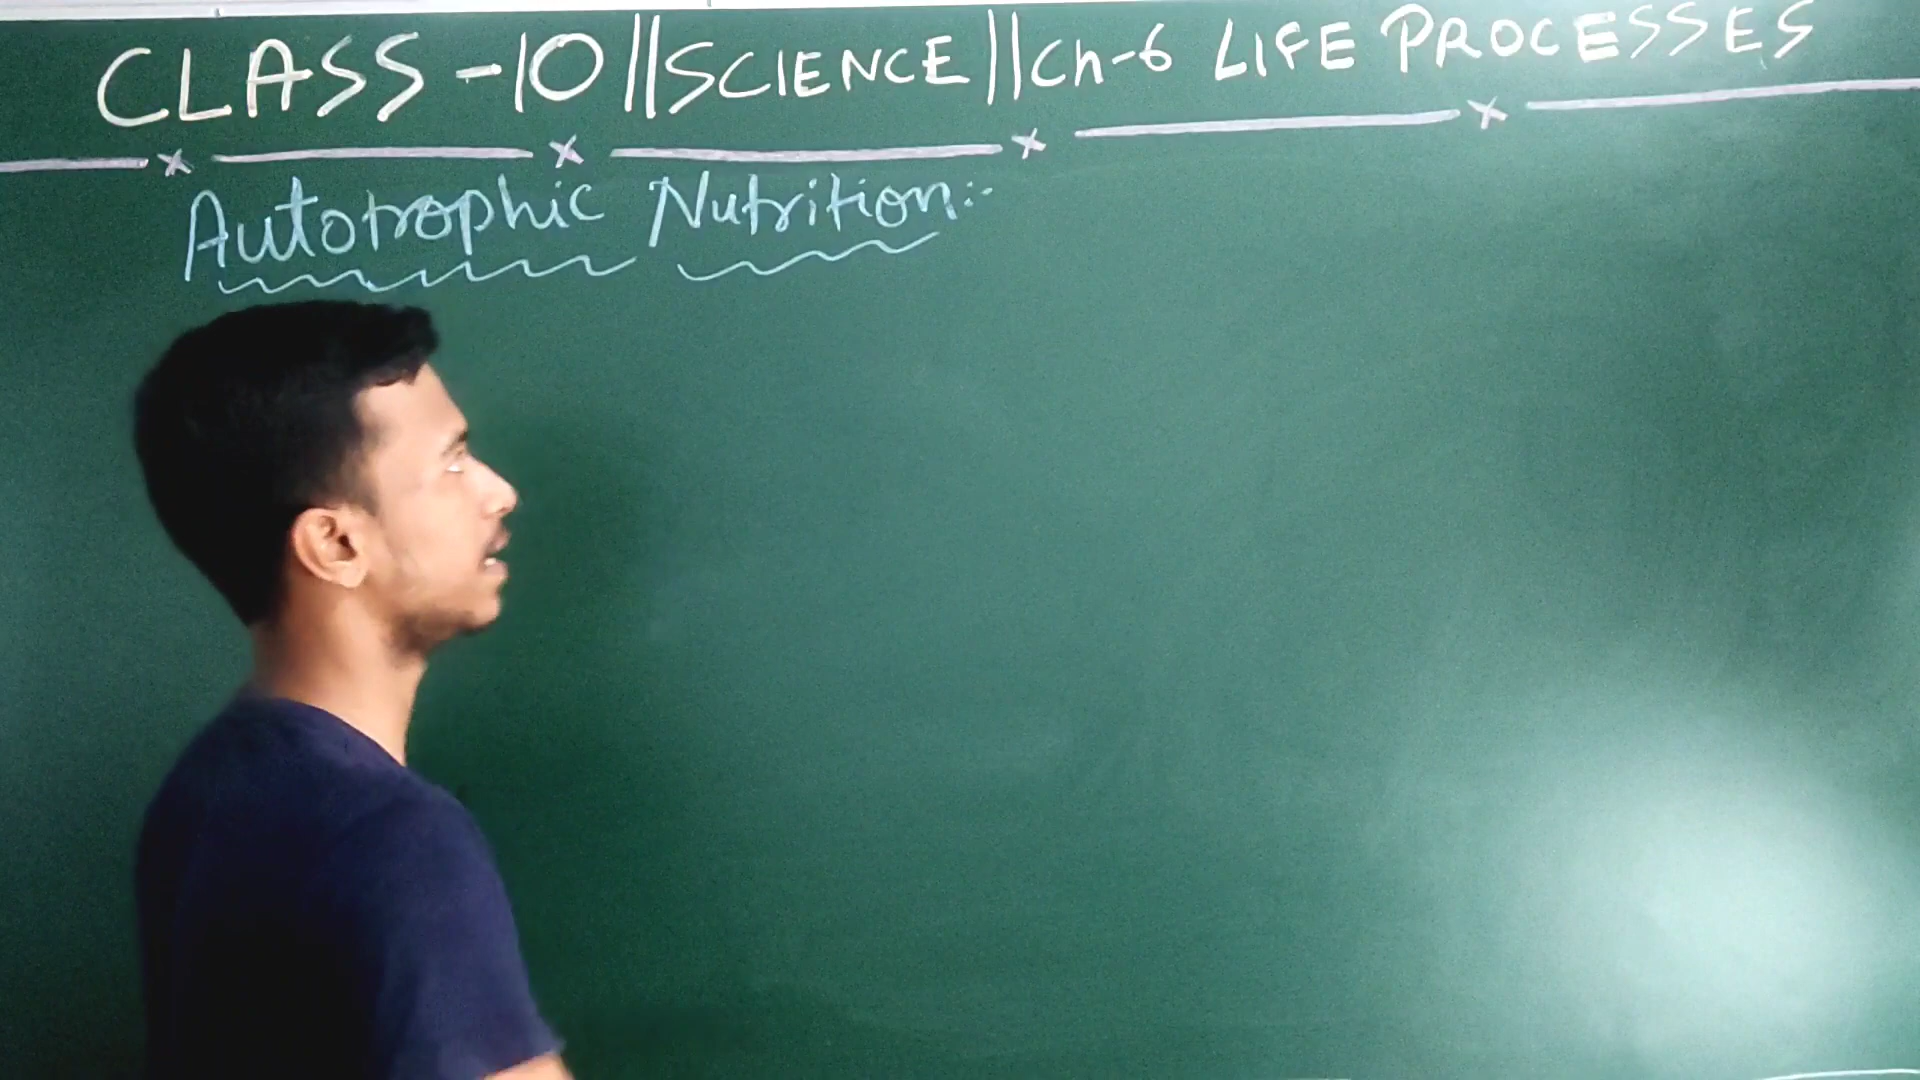 CLASS-10||SCIENCE||Ch-6 LIFE PROCESSES
Autotrophic Nutrition:-